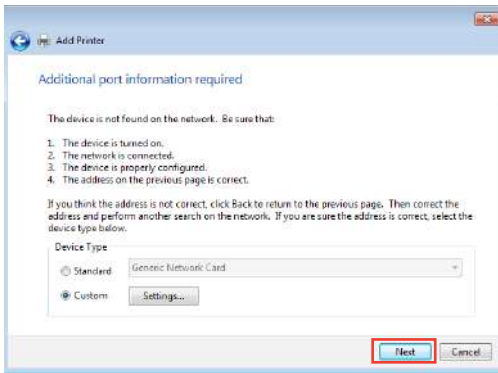 Add Printer
Additional port information required
The device is not found on the network. Be sure that:
1. The device is turned on.
2. The network is connected.
3. The device is properly configured.
4. The address on the previous page is correct.
If you think the address is not correct, click Back to return to the previous page. Then correct the
address and perform another search on the network. If you are sure the address is correct, select the
device type below.
Device Type
Standard Generic Network Card
Custom Settings...
Next Cancel